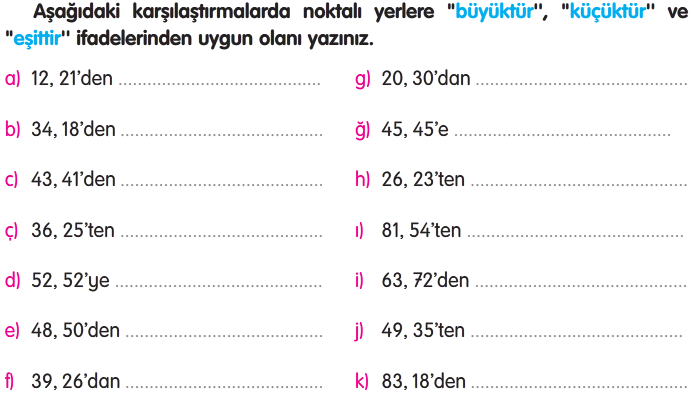 Aşağıdaki karşılaştırmalarda noktalı yerlere "büyüktür", "küçüktür" ve
"eşittir" ifadelerinden uygun olanı yazınız.
a) 12, 21'den ........................................
b) 34, 18'den ........................................
c) 43, 41'den ........................................
ç) 36, 25'ten ........................................
d) 52, 52'ye ........................................
e) 48, 50'den ........................................
f) 39, 26'dan ........................................
g) 20, 30'dan ........................................
ğ) 45, 45'e ........................................
h) 26, 23'ten ........................................
ı) 81, 54'ten ........................................
i) 63, 72'den ........................................
j) 49, 35'ten ........................................
k) 83, 18'den ........................................